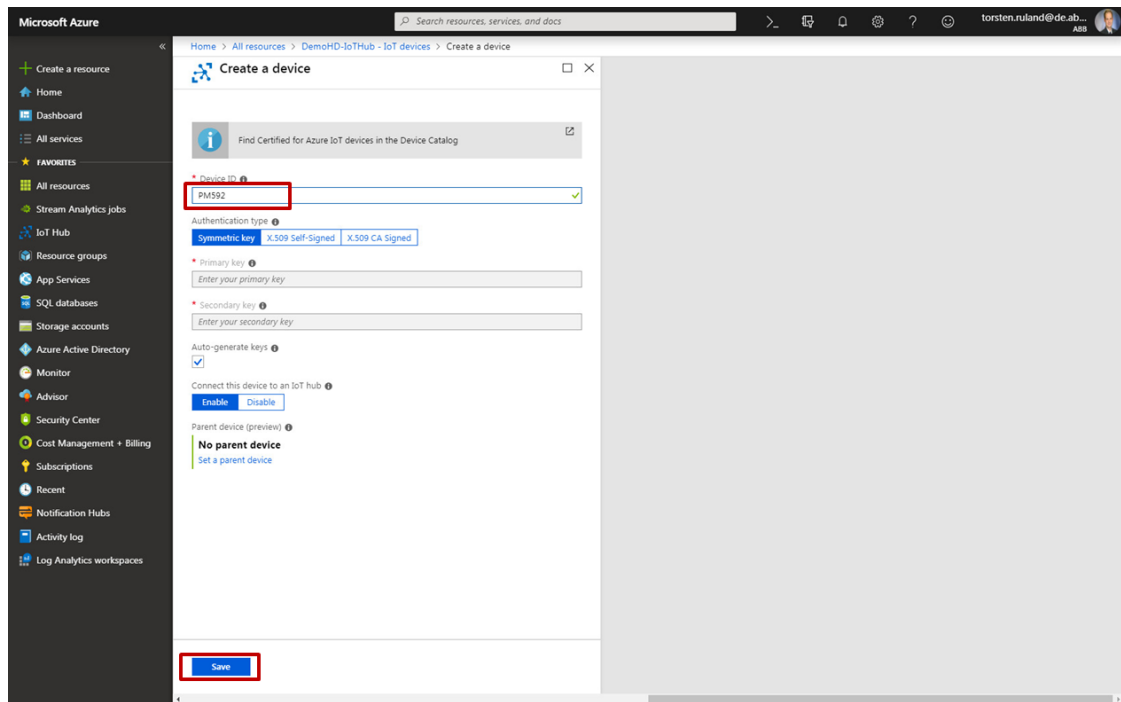 Microsoft Azure
Search resources, services, and docs
torsten.ruland@de.ab...
ABB
Home > All resources > DemoHD-IoTHub - IoT devices > Create a device
Create a resource
Home
Dashboard
All services
FAVORITES
All resources
Stream Analytics jobs
IoT Hub
Resource groups
App Services
SQL databases
Storage accounts
Azure Active Directory
Monitor
Advisor
Security Center
Cost Management + Billing
Subscriptions
Recent
Notification Hubs
Activity log
Log Analytics workspaces
Create a device
Find Certified for Azure IoT devices in the Device Catalog
* Device ID
PM592
Authentication type
Symmetric key X.509 Self-Signed X.509 CA Signed
* Primary key
Enter your primary key
* Secondary key
Enter your secondary key
Auto-generate keys
Connect this device to an IoT hub
Enable Disable
Parent device (preview)
No parent device
Set a parent device
Save